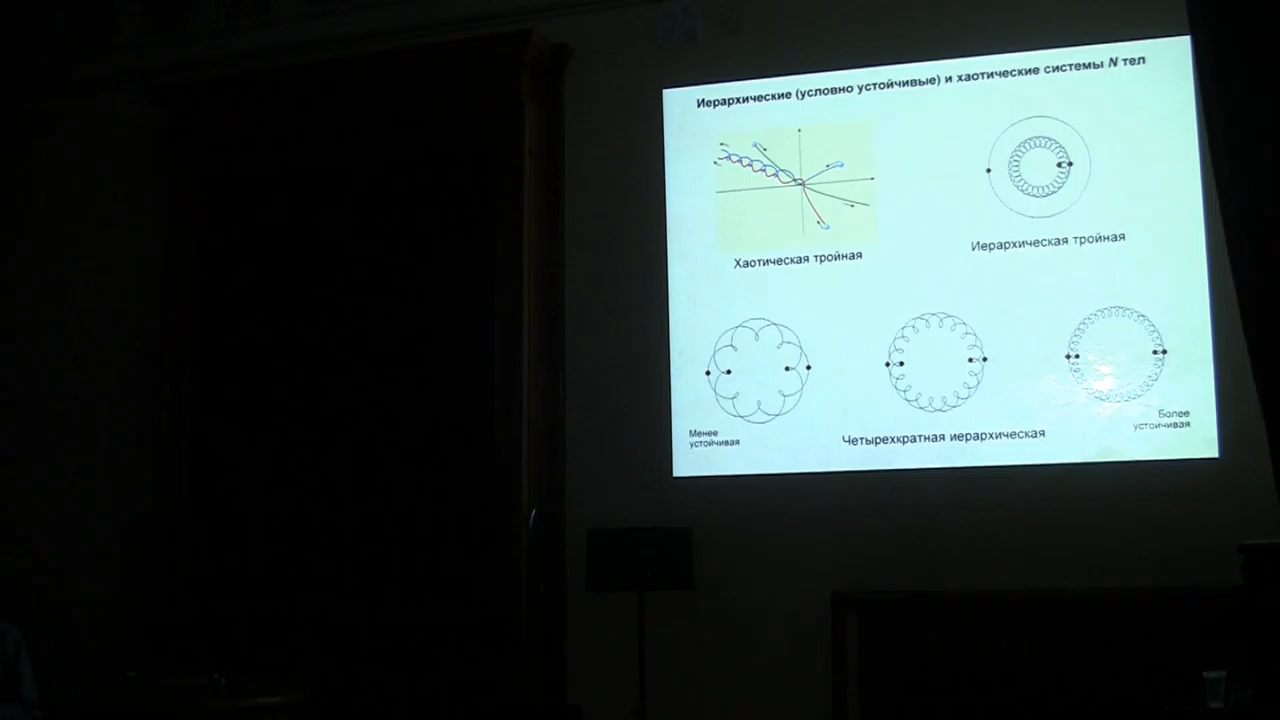 Иерархические (условно устойчивые) и хаотические системы N тел
Хаотическая тройная
Иерархическая тройная
Менее
устойчивая
Четырехкратная иерархическая
Более
устойчивая